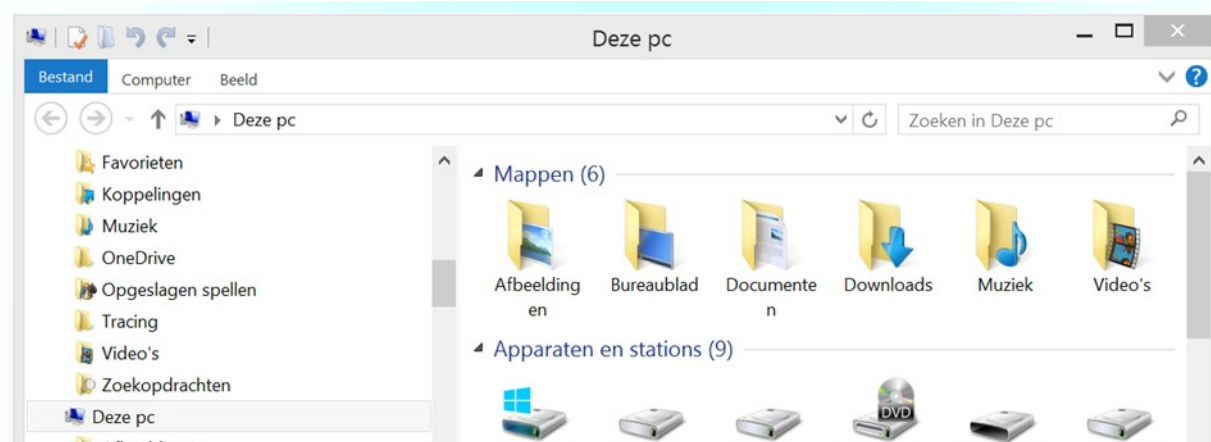 Deze pc
Bestand Computer Beeld
Deze pc
Zoeken in Deze pc
Favorieten
Koppelingen
Muziek
OneDrive
Opgeslagen spellen
Tracing
Video's
Zoekopdrachten
Deze pc
Mappen (6)
Afbeelding
en
Bureaublad
Documente
n
Downloads
Muziek
Video's
Apparaten en stations (9)
DVD